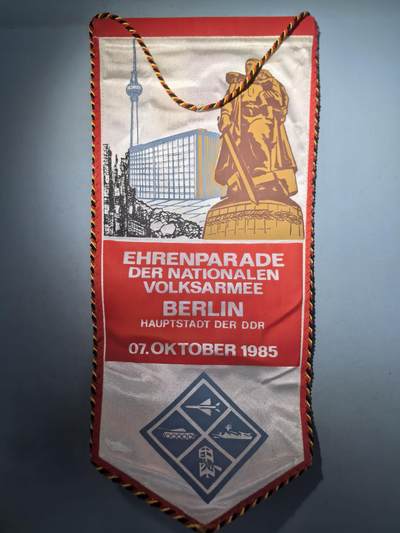 EHRENPARADE
DER NATIONALEN
VOLKSARMEE
BERLIN
HAUPTSTADT DER DDR
07. OKTOBER 1985